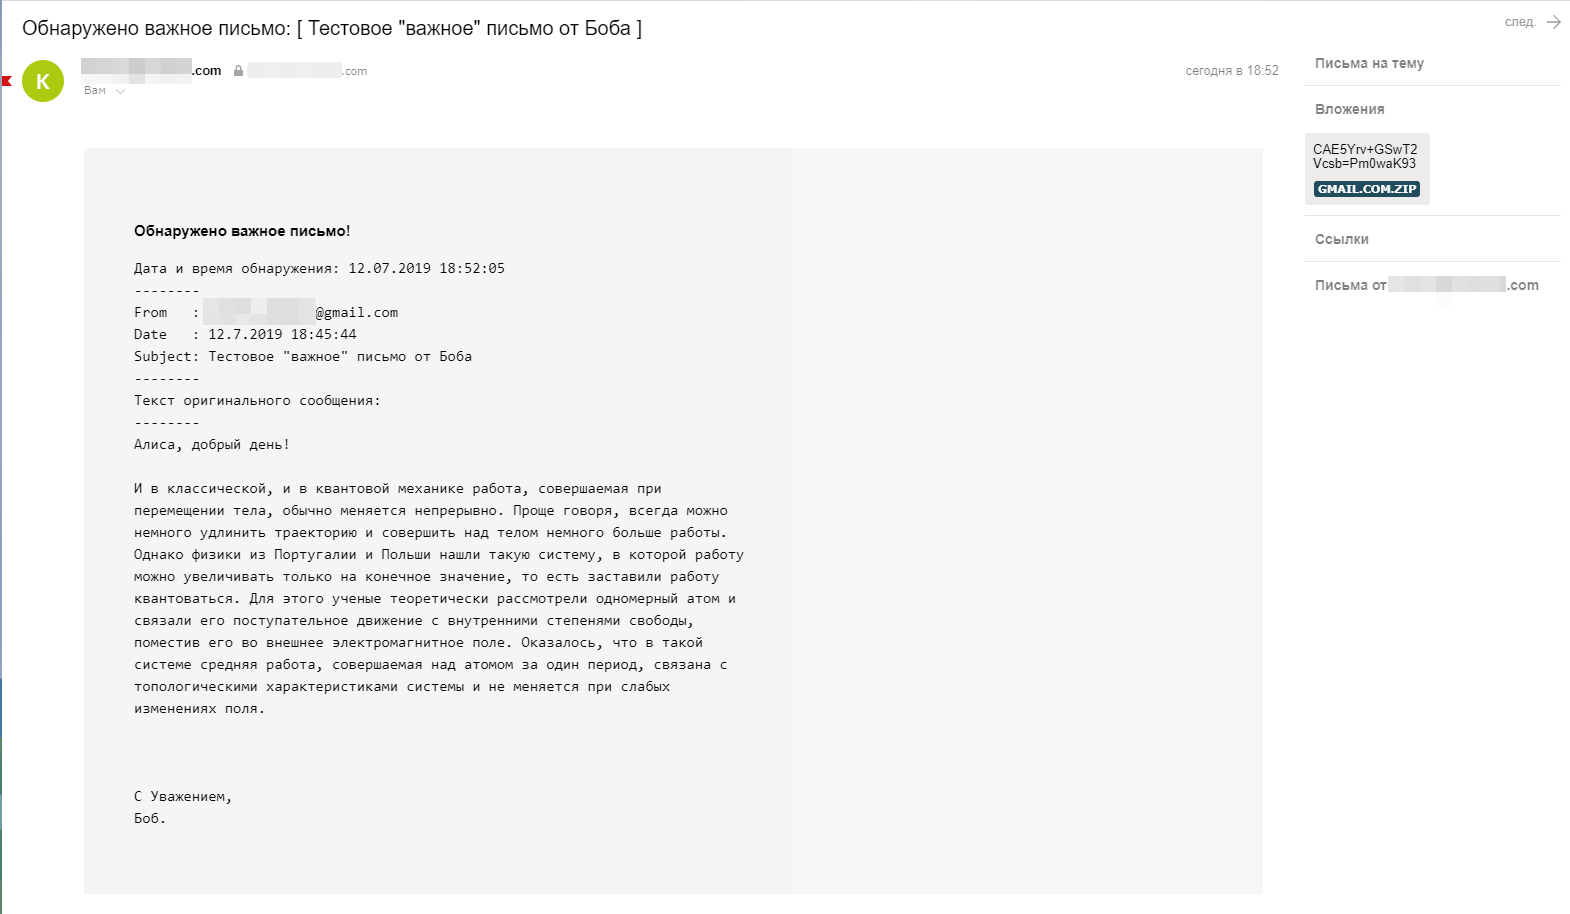 Обнаружено важное письмо: [ Тестовое "важное" письмо от Боба ]
след.
К
.com
.com
сегодня в 18:52
Вам
Обнаружено важное письмо!
Дата и время обнаружения: 12.07.2019 18:52:05
--------
From   : @gmail.com
Date   : 12.7.2019 18:45:44
Subject: Тестовое "важное" письмо от Боба
--------
Текст оригинального сообщения:
--------
Алиса, добрый день!
И в классической, и в квантовой механике работа, совершаемая при
перемещении тела, обычно меняется непрерывно. Проще говоря, всегда можно
немного удлинить траекторию и совершить над телом немного больше работы.
Однако физики из Португалии и Польши нашли такую систему, в которой работу
можно увеличивать только на конечное значение, то есть заставили работу
квантоваться. Для этого ученые теоретически рассмотрели одномерный атом и
связали его поступательное движение с внутренними степенями свободы,
поместив его во внешнее электромагнитное поле. Оказалось, что в такой
системе средняя работа, совершаемая над атомом за один период, связана с
топологическими характеристиками системы и не меняется при слабых
изменениях поля.
С Уважением,
Боб.
Письма на тему
Вложения
CAE5Yrv+GSwT2
Vcsb=Pm0waK93
GMAIL.COM.ZIP
Ссылки
Письма от .com